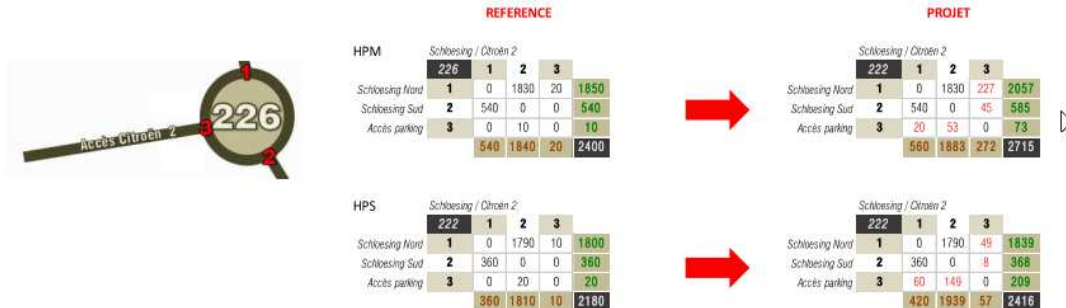 REFERENCE
PROJET
226
1
2
3
Accès Citroën 2
HPM
Schloesing / Citroën 2
226 1 2 3
Schloesing Nord 1 0 1830 20 1850
Schloesing Sud 2 540 0 0 540
Accès parking 3 0 10 0 10
540 1840 20 2400
Schloesing / Citroën 2
222 1 2 3
Schloesing Nord 1 0 1830 227 2057
Schloesing Sud 2 540 0 45 585
Accès parking 3 20 53 0 73
560 1883 272 2715
HPS
Schloesing / Citroën 2
222 1 2 3
Schloesing Nord 1 0 1790 10 1800
Schloesing Sud 2 360 0 0 360
Accès parking 3 0 20 0 20
360 1810 10 2180
Schloesing / Citroën 2
222 1 2 3
Schloesing Nord 1 0 1790 49 1839
Schloesing Sud 2 360 0 8 368
Accès parking 3 60 149 0 209
420 1939 57 2416